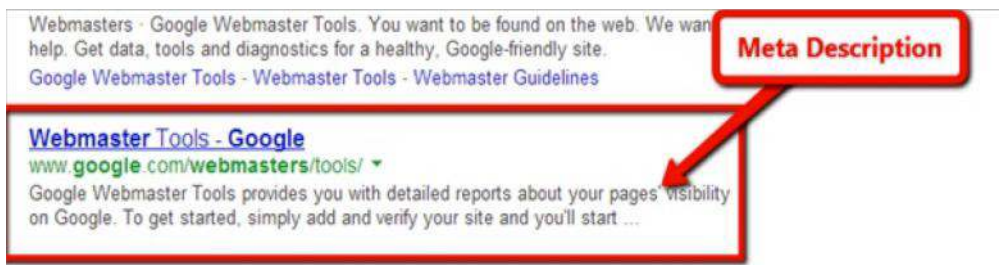 Webmasters · Google Webmaster Tools. You want to be found on the web. We wan
help. Get data, tools and diagnostics for a healthy, Google-friendly site.
Google Webmaster Tools - Webmaster Tools - Webmaster Guidelines
Meta Description
Webmaster Tools - Google
www.google.com/webmasters/tools/
Google Webmaster Tools provides you with detailed reports about your pages' visibility
on Google. To get started, simply add and verify your site and you'll start ...